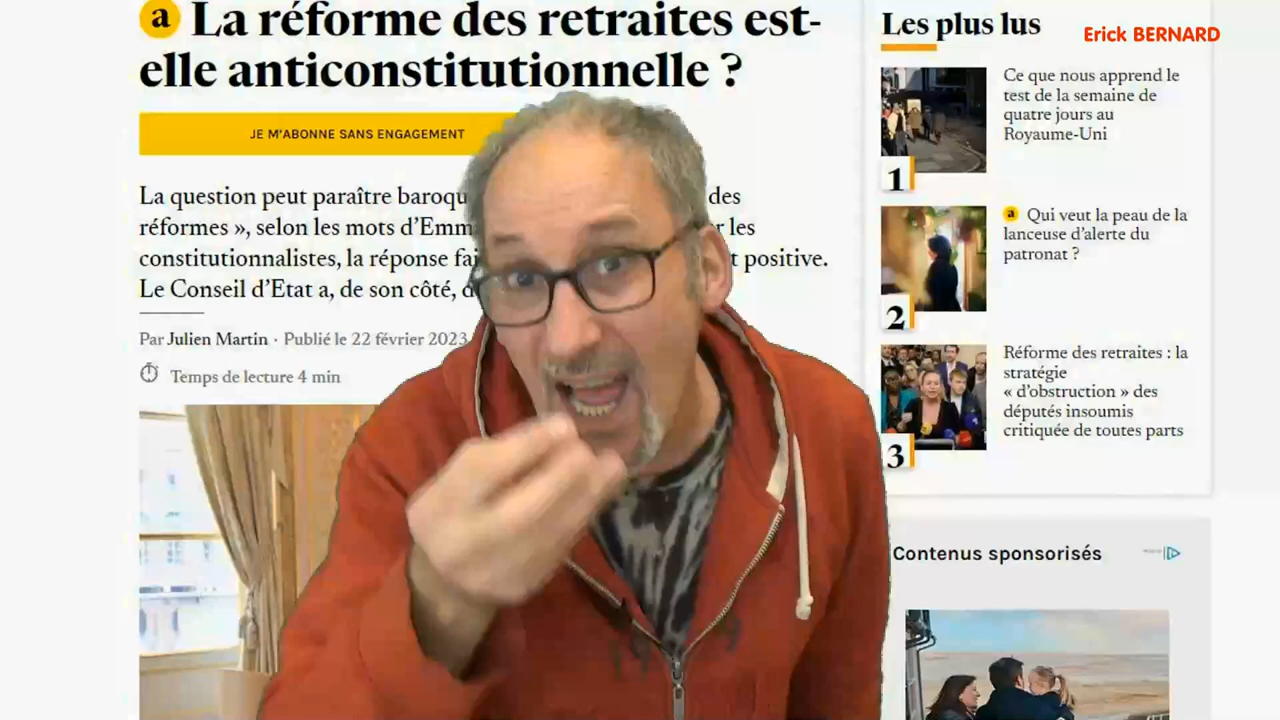 a La réforme des retraites est-
elle anticonstitutionnelle ?
JE M'ABONNE SANS ENGAGEMENT
La question peut paraître des
réformes », selon les mots les
constitutionnalistes, la réponse positive.
Le Conseil d'Etat a, de son côté,
Par Julien Martin · Publié le 22 février 2023
Temps de lecture 4 min
Les plus lus
Erick BERNARD
Ce que nous apprend le
test de la semaine de
quatre jours au
Royaume-Uni
1
a Qui veut la peau de la
lanceuse d'alerte du
patronat ?
2
Réforme des retraites : la
stratégie
« d'obstruction » des
députés insoumis
critiquée de toutes parts
3
Contenus sponsorisés